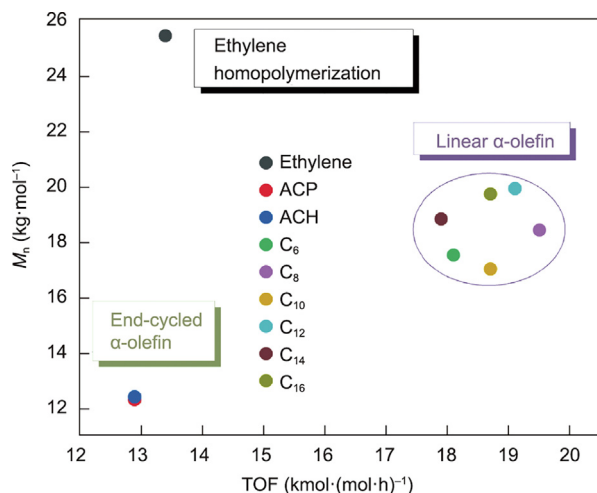 26
24
22
20
18
16
14
12
Mₙ (kg·mol⁻¹)
Ethylene
homopolymerization
Linear α-olefin
Ethylene
ACP
ACH
C₆
C₈
C₁₀
C₁₂
C₁₄
C₁₆
End-cycled
α-olefin
12 13 14 15 16 17 18 19 20
TOF (kmol·(mol·h)⁻¹)